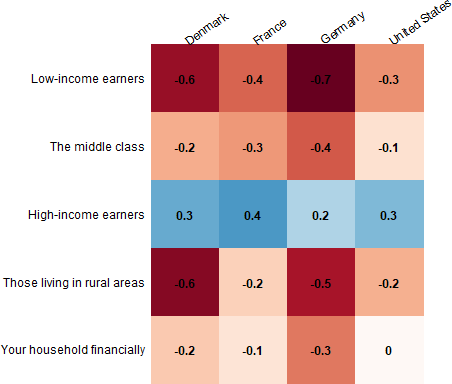 Denmark France Germany United States
Low-income earners -0.6 -0.4 -0.7 -0.3
The middle class -0.2 -0.3 -0.4 -0.1
High-income earners 0.3 0.4 0.2 0.3
Those living in rural areas -0.6 -0.2 -0.5 -0.2
Your household financially -0.2 -0.1 -0.3 0